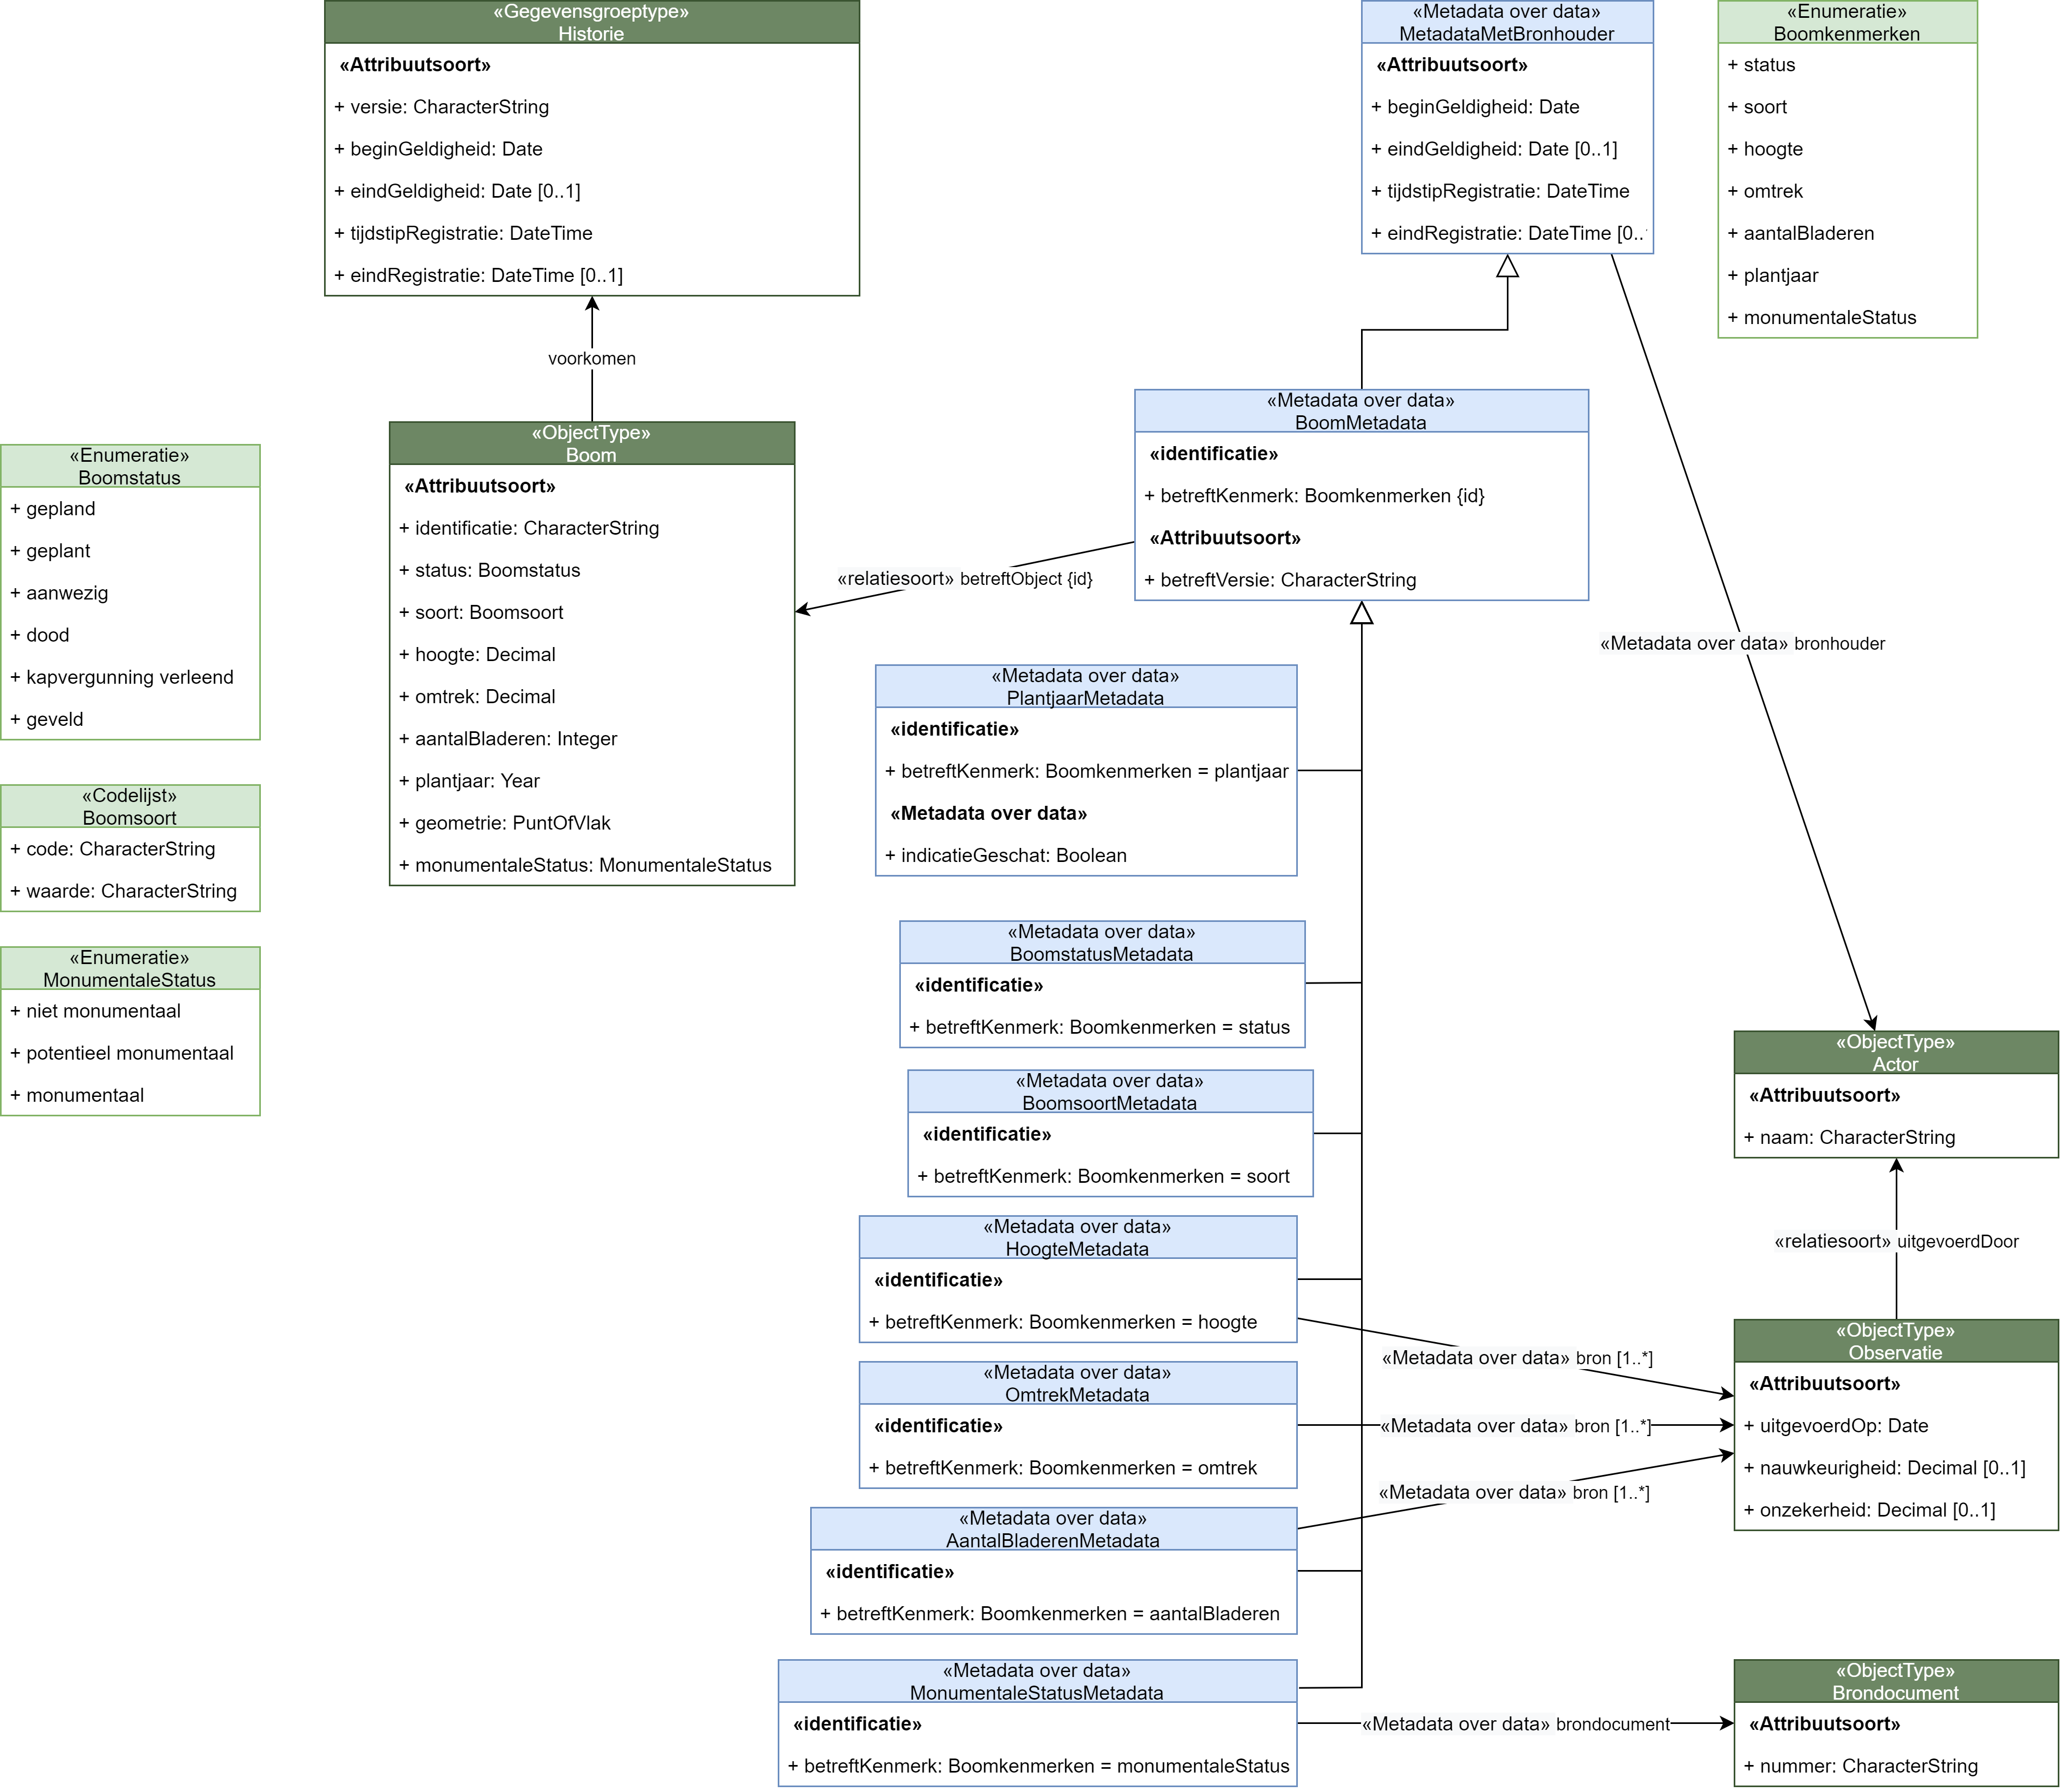 «Gegevensgroeptype»
Historie
«Attribuutsoort»
+ versie: CharacterString
+ beginGeldigheid: Date
+ eindGeldigheid: Date [0..1]
+ tijdstipRegistratie: DateTime
+ eindRegistratie: DateTime [0..1]
voorkomen
«Metadata over data»
MetadataMetBronhouder
«Attribuutsoort»
+ beginGeldigheid: Date
+ eindGeldigheid: Date [0..1]
+ tijdstipRegistratie: DateTime
+ eindRegistratie: DateTime [0..
«Enumeratie»
Boomkenmerken
+ status
+ soort
+ hoogte
+ omtrek
+ aantalBladeren
+ plantjaar
+ monumentaleStatus
«Enumeratie»
Boomstatus
+ gepland
+ geplant
+ aanwezig
+ dood
+ kapvergunning verleend
+ geveld
«Codelijst»
Boomsoort
+ code: CharacterString
+ waarde: CharacterString
«Enumeratie»
MonumentaleStatus
+ niet monumentaal
+ potentieel monumentaal
+ monumentaal
«ObjectType»
Boom
«Attribuutsoort»
+ identificatie: CharacterString
+ status: Boomstatus
+ soort: Boomsoort
+ hoogte: Decimal
+ omtrek: Decimal
+ aantalBladeren: Integer
+ plantjaar: Year
+ geometrie: PuntOfVlak
+ monumentaleStatus: MonumentaleStatus
«relatiesoort» betreftObject {id}
«Metadata over data»
BoomMetadata
«identificatie»
+ betreftKenmerk: Boomkenmerken {id}
«Attribuutsoort»
+ betreftVersie: CharacterString
«Metadata over data» bronhouder
«Metadata over data»
PlantjaarMetadata
«identificatie»
+ betreftKenmerk: Boomkenmerken = plantjaar
«Metadata over data»
+ indicatieGeschat: Boolean
«Metadata over data»
BoomstatusMetadata
«identificatie»
+ betreftKenmerk: Boomkenmerken = status
«Metadata over data»
BoomsoortMetadata
«identificatie»
+ betreftKenmerk: Boomkenmerken = soort
«Metadata over data»
HoogteMetadata
«identificatie»
+ betreftKenmerk: Boomkenmerken = hoogte
«Metadata over data» bron [1..*]
«Metadata over data»
OmtrekMetadata
«identificatie»
+ betreftKenmerk: Boomkenmerken = omtrek
«Metadata over data» bron [1..*]
«Metadata over data»
AantalBladerenMetadata
«identificatie»
+ betreftKenmerk: Boomkenmerken = aantalBladeren
«Metadata over data» bron [1..*]
«Metadata over data»
MonumentaleStatusMetadata
«identificatie»
+ betreftKenmerk: Boomkenmerken = monumentaleStatus
«Metadata over data» brondocument
«ObjectType»
Actor
«Attribuutsoort»
+ naam: CharacterString
«relatiesoort» uitgevoerdDoor
«ObjectType»
Observatie
«Attribuutsoort»
+ uitgevoerdOp: Date
+ nauwkeurigheid: Decimal [0..1]
+ onzekerheid: Decimal [0..1]
«ObjectType»
Brondocument
«Attribuutsoort»
+ nummer: CharacterString